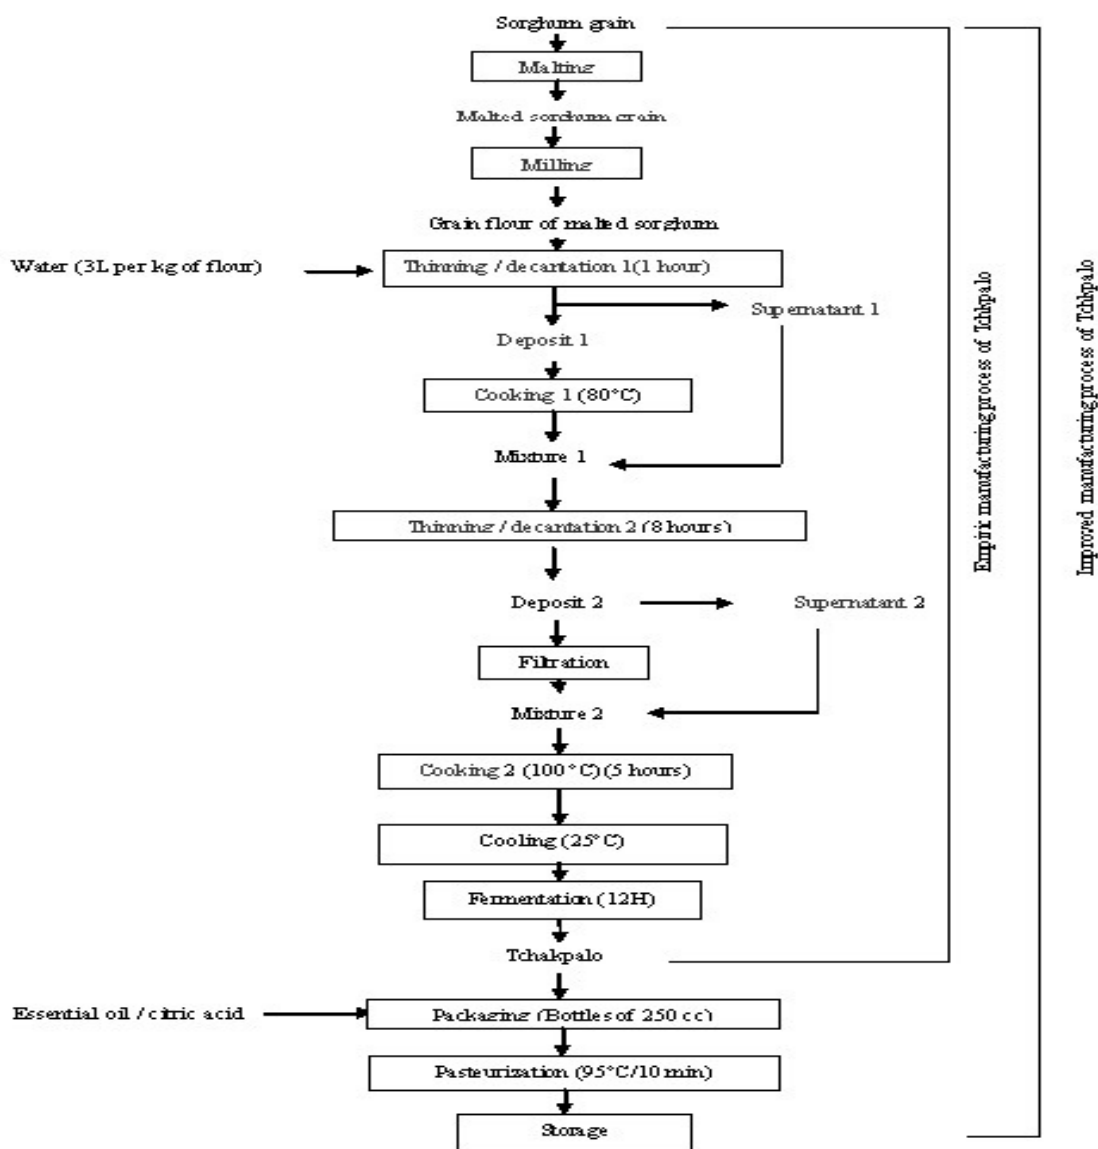 Sorghum grain
Malting
Malted sorghum grain
Milling
Grain flour of malted sorghum
Water (3L per kg of flour)
Thinning / decantation 1(1 hour)
Supernatant 1
Deposit 1
Cooking 1 (80°C)
Mixture 1
Thinning / decantation 2 (8 hours)
Deposit 2
Supernatant 2
Filtration
Mixture 2
Cooking 2 (100°C) (5 hours)
Cooling (25°C)
Fermentation (12H)
Tchakpalo
Essential oil / citric acid
Packaging (Bottles of 250 cc)
Pasteurization (95°C/10 min)
Storage
Empiric manufacturing process of Tchkpalo
Improved manufacturing process of Tchkpalo